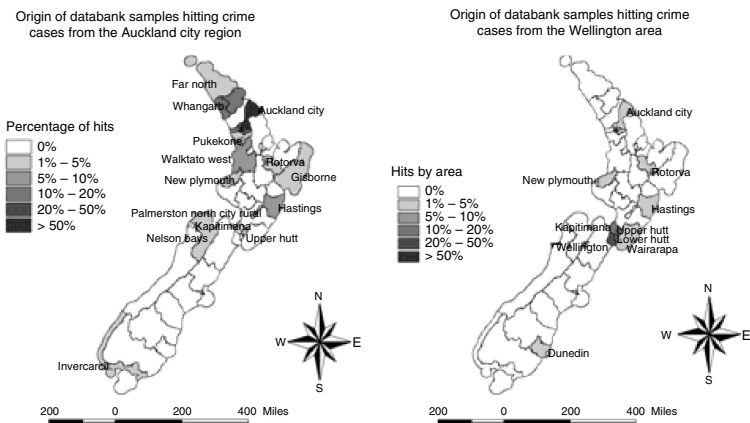 Origin of databank samples hitting crime
cases from the Auckland city region
Far north
Whangarb
Auckland city
Percentage of hits
0%
1% – 5%
5% – 10%
10% – 20%
20% – 50%
> 50%
Pukekone
Walktato west
Rotorva
New plymouth
Gisborne
Hastings
Palmerston north city rural
Kapitimana
Nelson bays
Upper hutt
Invercarcil
N
W
E
S
200
0
200
400
Miles
Origin of databank samples hitting crime
cases from the Wellington area
Auckland city
Hits by area
0%
1% – 5%
5% – 10%
10% – 20%
20% – 50%
> 50%
New plymouth
Rotorva
Hastings
Kapitimana
Upper hutt
Lower hutt
Wellington
Wairarapa
Dunedin
N
W
E
S
200
0
200
400
Miles